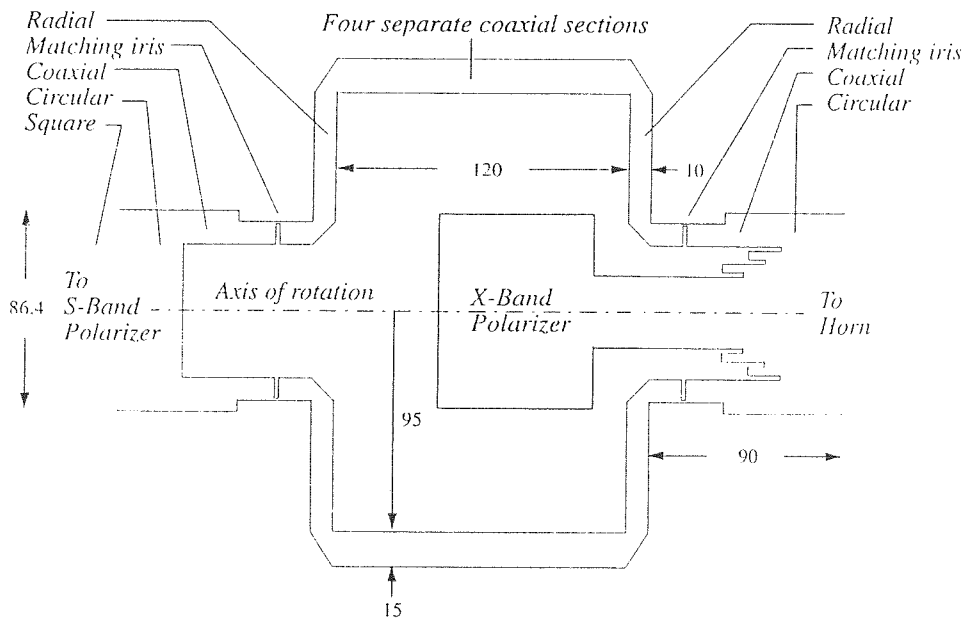 Radial
Matching iris
Coaxial
Circular
Square
Four separate coaxial sections
Radial
Matching iris
Coaxial
Circular
120
10
86.4
To
S-Band
Polarizer
Axis of rotation
X-Band
Polarizer
To
Horn
95
90
15